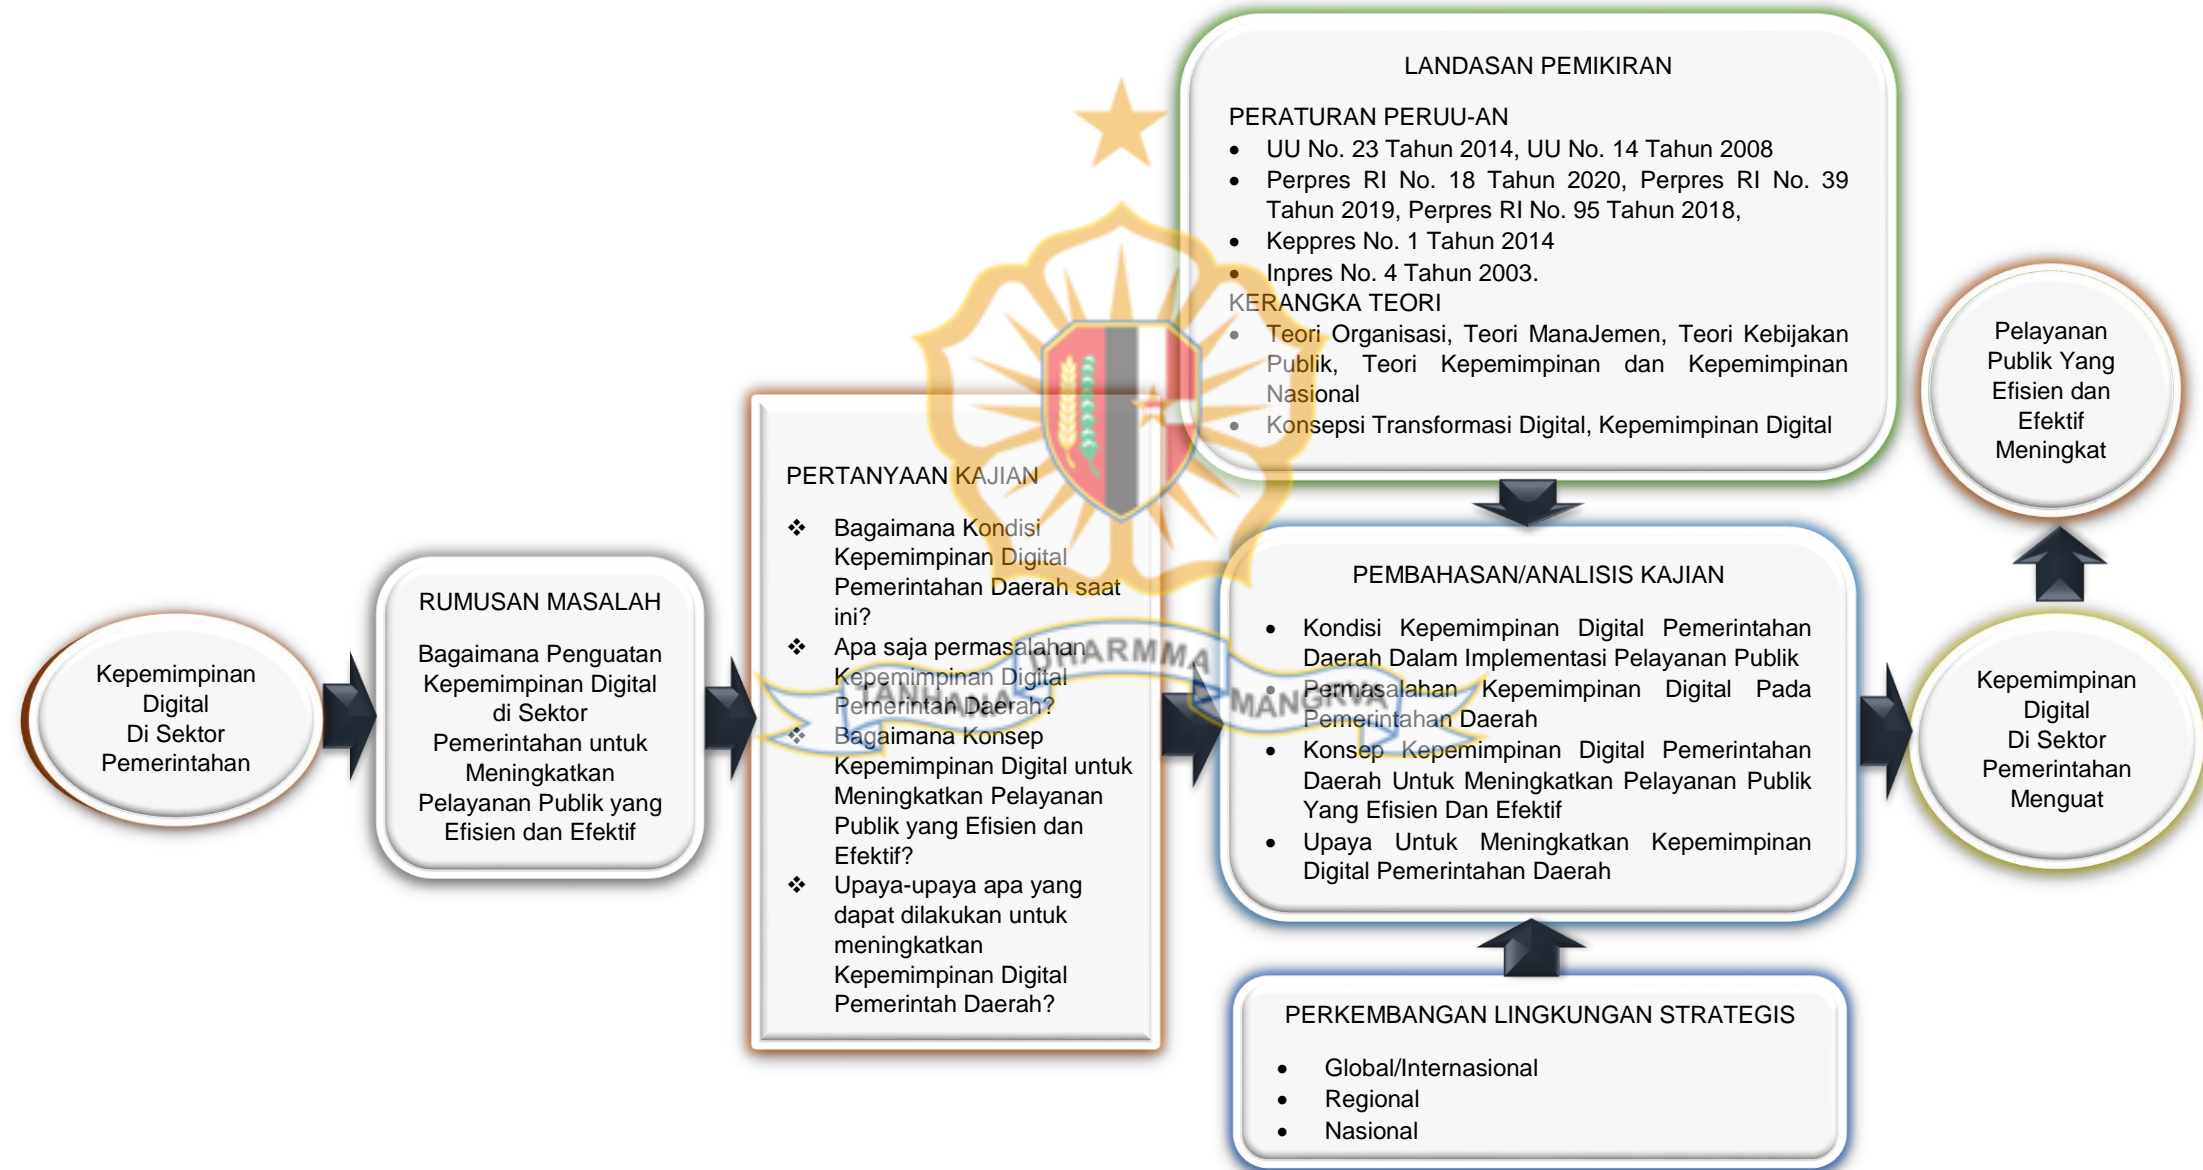 Kepemimpinan
Digital
Di Sektor
Pemerintahan
RUMUSAN MASALAH
Bagaimana Penguatan
Kepemimpinan Digital
di Sektor
Pemerintahan untuk
Meningkatkan
Pelayanan Publik yang
Efisien dan Efektif
PERTANYAAN KAJIAN
❖ Bagaimana Kondisi
Kepemimpinan Digital
Pemerintahan Daerah saat
ini?
❖ Apa saja permasalahan
Kepemimpinan Digital
Pemerintah Daerah?
❖ Bagaimana Konsep
Kepemimpinan Digital untuk
Meningkatkan Pelayanan
Publik yang Efisien dan
Efektif?
❖ Upaya-upaya apa yang
dapat dilakukan untuk
meningkatkan
Kepemimpinan Digital
Pemerintah Daerah?
LANDASAN PEMIKIRAN
PERATURAN PERUU-AN
• UU No. 23 Tahun 2014, UU No. 14 Tahun 2008
• Perpres RI No. 18 Tahun 2020, Perpres RI No. 39
Tahun 2019, Perpres RI No. 95 Tahun 2018,
• Keppres No. 1 Tahun 2014
• Inpres No. 4 Tahun 2003.
KERANGKA TEORI
• Teori Organisasi, Teori ManaJemen, Teori Kebijakan
Publik, Teori Kepemimpinan dan Kepemimpinan
Nasional
• Konsepsi Transformasi Digital, Kepemimpinan Digital
PEMBAHASAN/ANALISIS KAJIAN
• Kondisi Kepemimpinan Digital Pemerintahan
Daerah Dalam Implementasi Pelayanan Publik
• Permasalahan Kepemimpinan Digital Pada
Pemerintahan Daerah
• Konsep Kepemimpinan Digital Pemerintahan
Daerah Untuk Meningkatkan Pelayanan Publik
Yang Efisien Dan Efektif
• Upaya Untuk Meningkatkan Kepemimpinan
Digital Pemerintahan Daerah
PERKEMBANGAN LINGKUNGAN STRATEGIS
• Global/Internasional
• Regional
• Nasional
Kepemimpinan
Digital
Di Sektor
Pemerintahan
Menguat
Pelayanan
Publik Yang
Efisien dan
Efektif
Meningkat
TANHANA DHARMMA MANGRVA